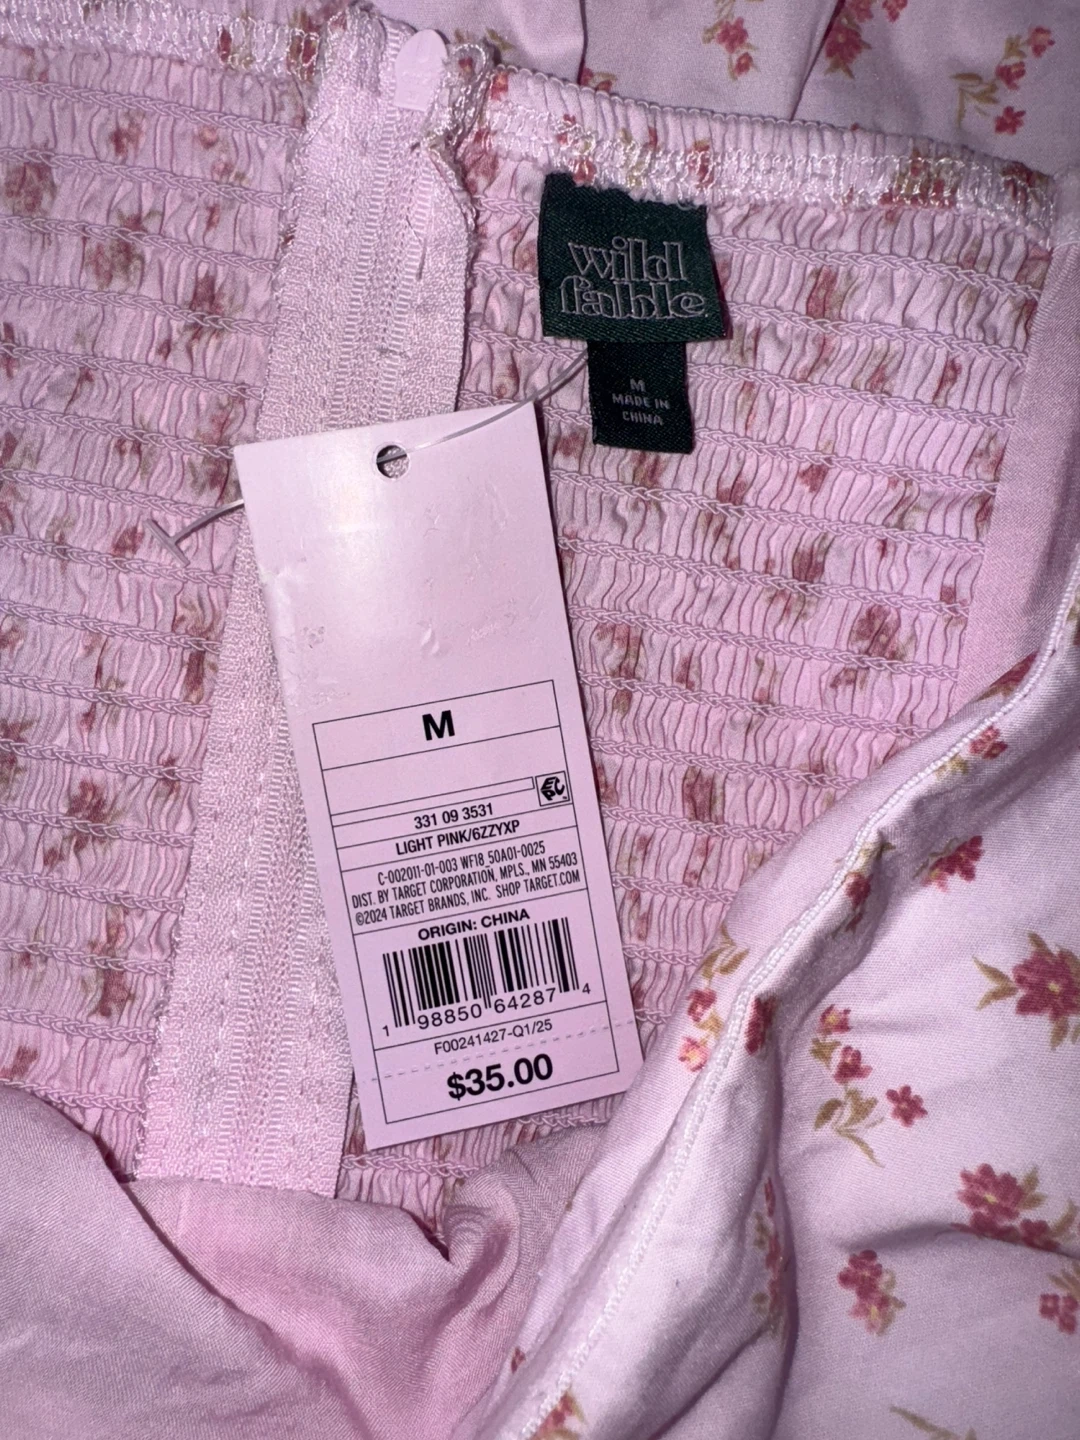 wild
fable
M
MADE IN
CHINA
M
EPC
331 09 3531
LIGHT PINK/6ZZYXP
C-002011-01-003 WF18_50A01-0025
DIST. BY TARGET CORPORATION, MPLS., MN 55403
©2024 TARGET BRANDS, INC. SHOP TARGET.COM
ORIGIN: CHINA
1 98850 64287 4
F00241427-Q1/25
$35.00